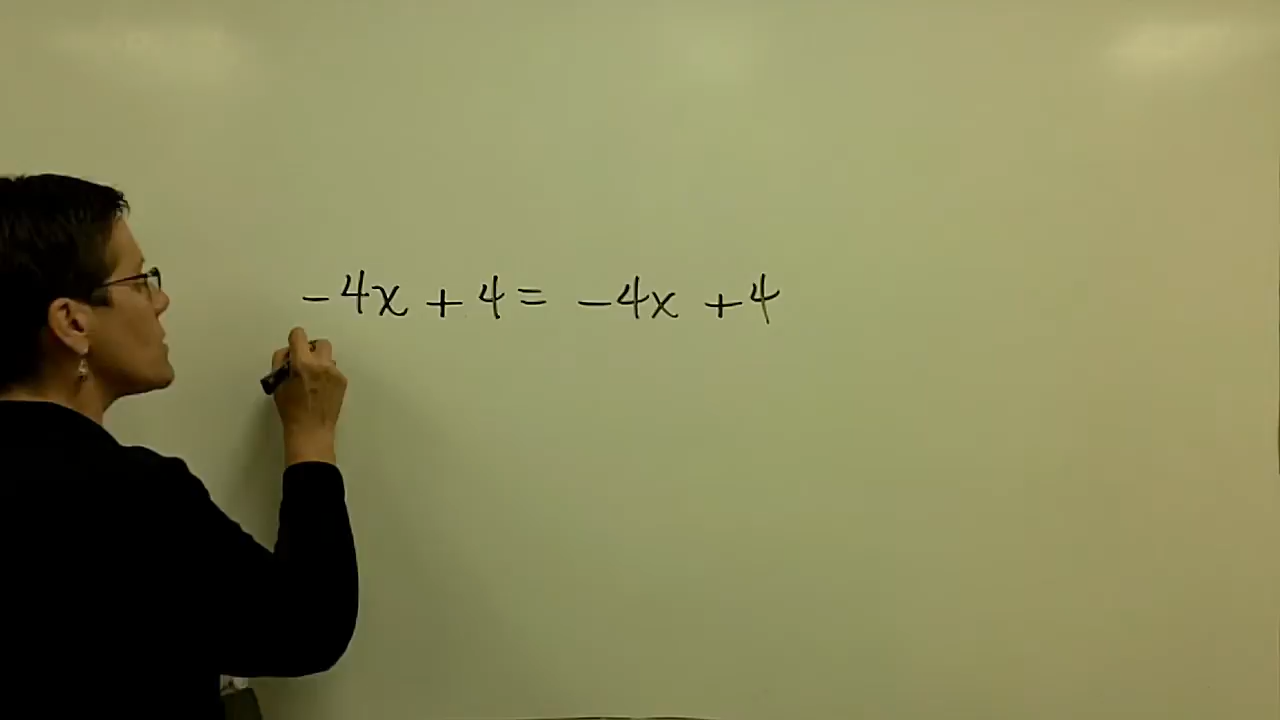 -4x + 4 = -4x + 4